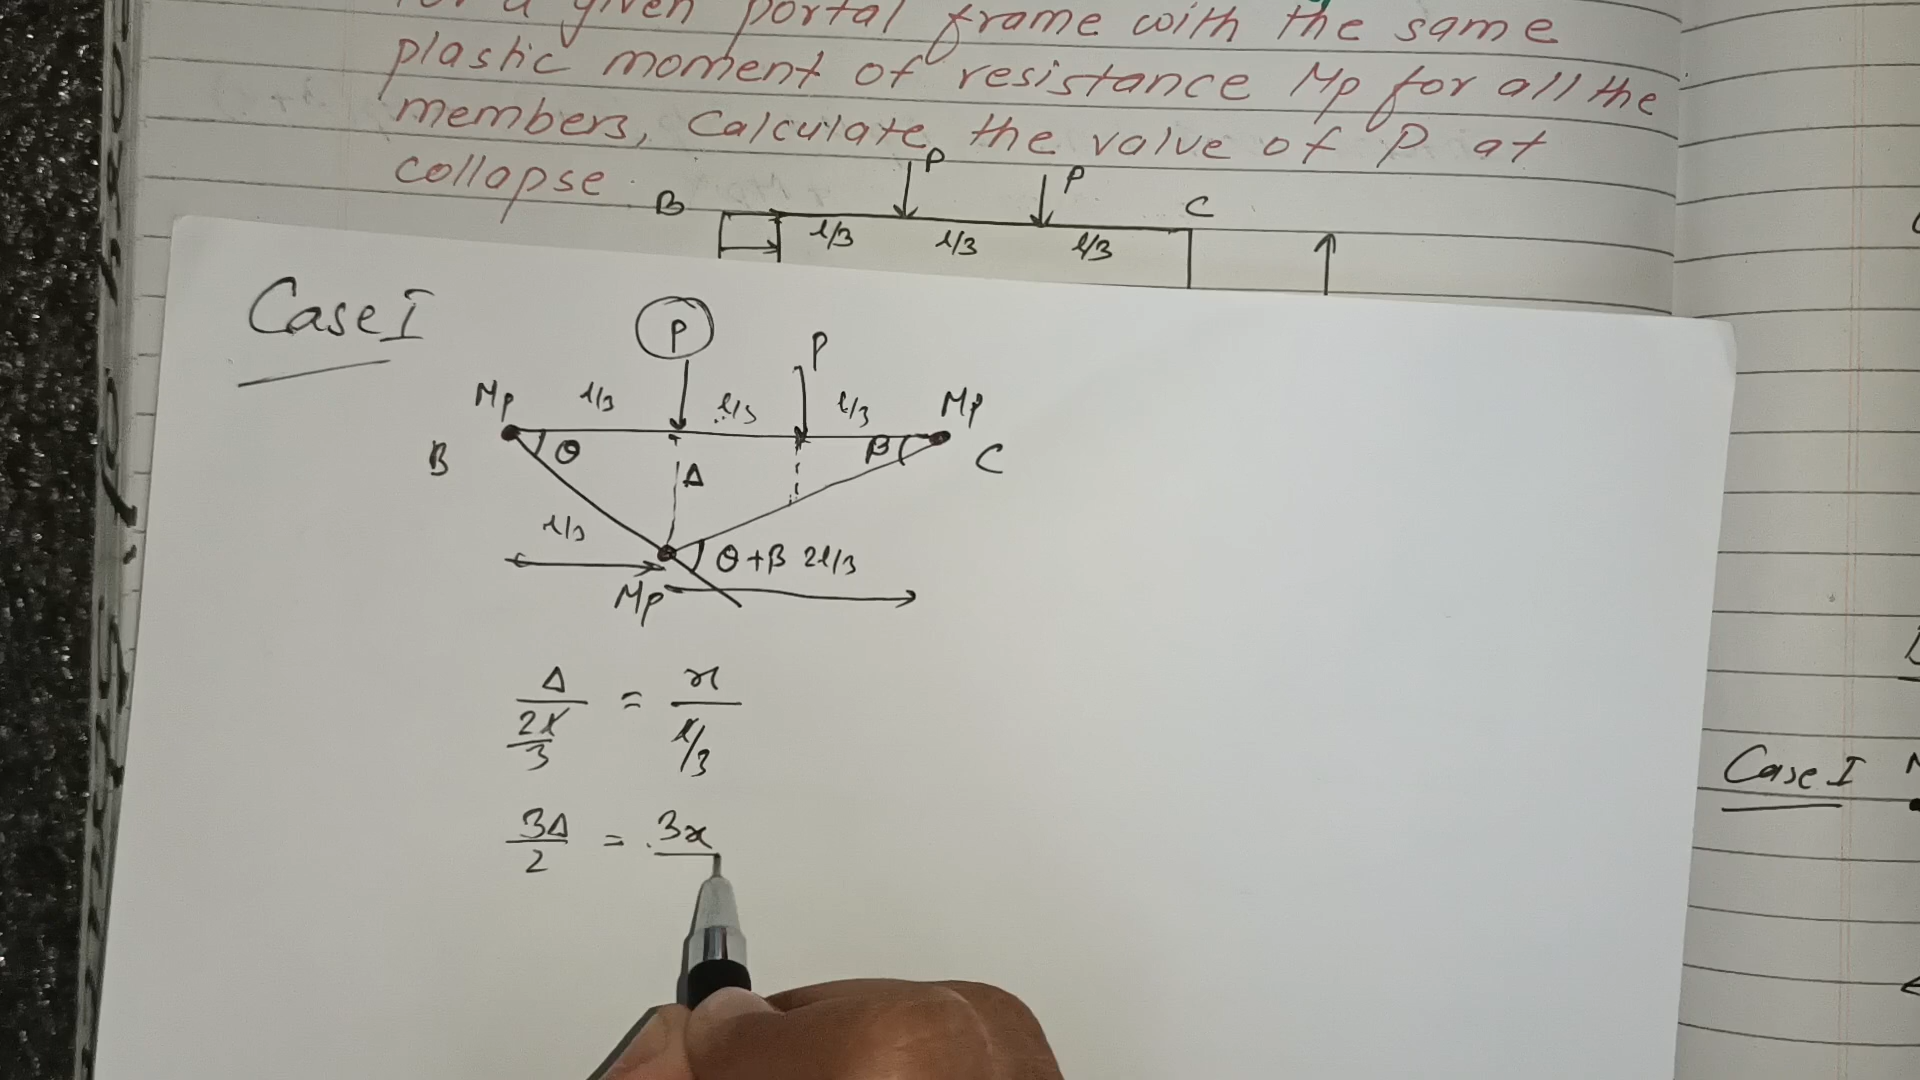 for a given portal frame with the same
plastic moment of resistance Mp for all the
members, Calculate the value of P at
collapse.
P P
B C
l/3 l/3 l/3
Case I
P P
Mp l/3 l/3 l/3 Mp
B θ β C
Δ
l/3
θ+β 2l/3
Mp
Δ/(2l/3) = x/(l/3)
3Δ/2 = 3x
Case I